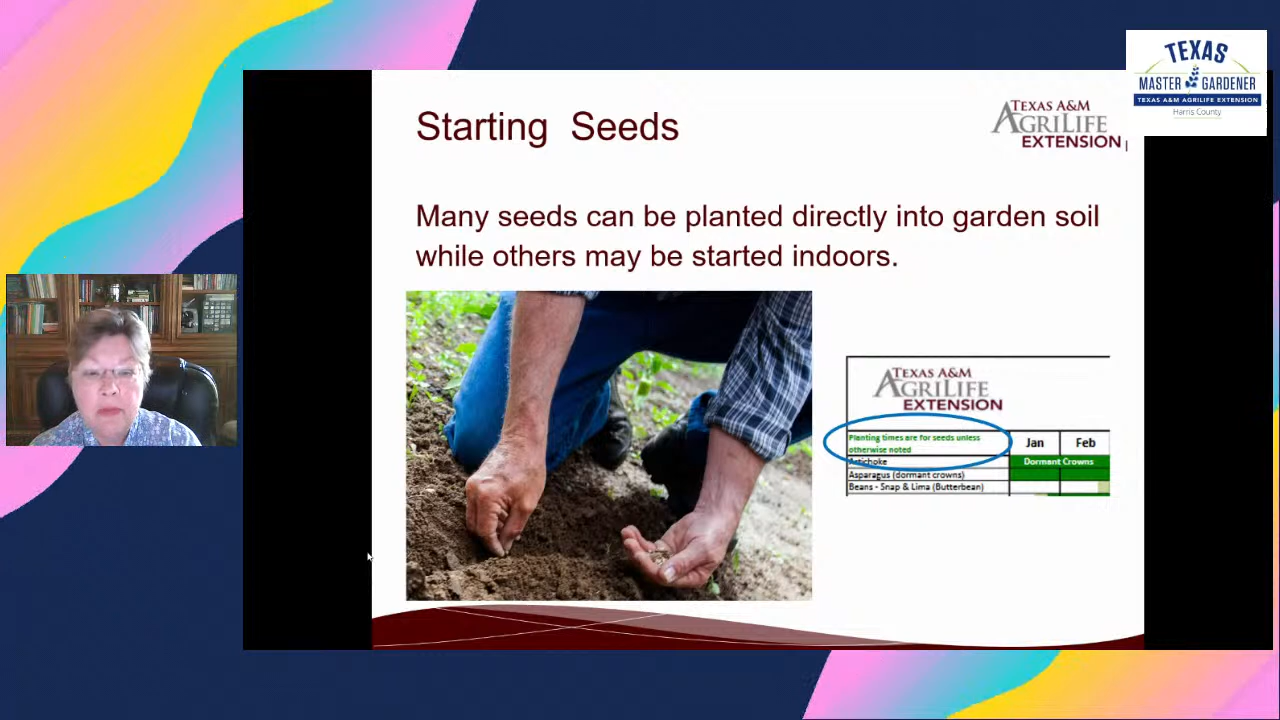 TEXAS
MASTER GARDENER
TEXAS A&M AGRILIFE EXTENSION
Harris County
Starting Seeds
TEXAS A&M
AGRILIFE
EXTENSION
Many seeds can be planted directly into garden soil
while others may be started indoors.
TEXAS A&M
AGRILIFE
EXTENSION
Planting times are for seeds unless
otherwise noted
Jan Feb
Artichoke
Dormant Crowns
Asparagus (dormant crowns)
Beans - Snap & Lima (Butterbean)